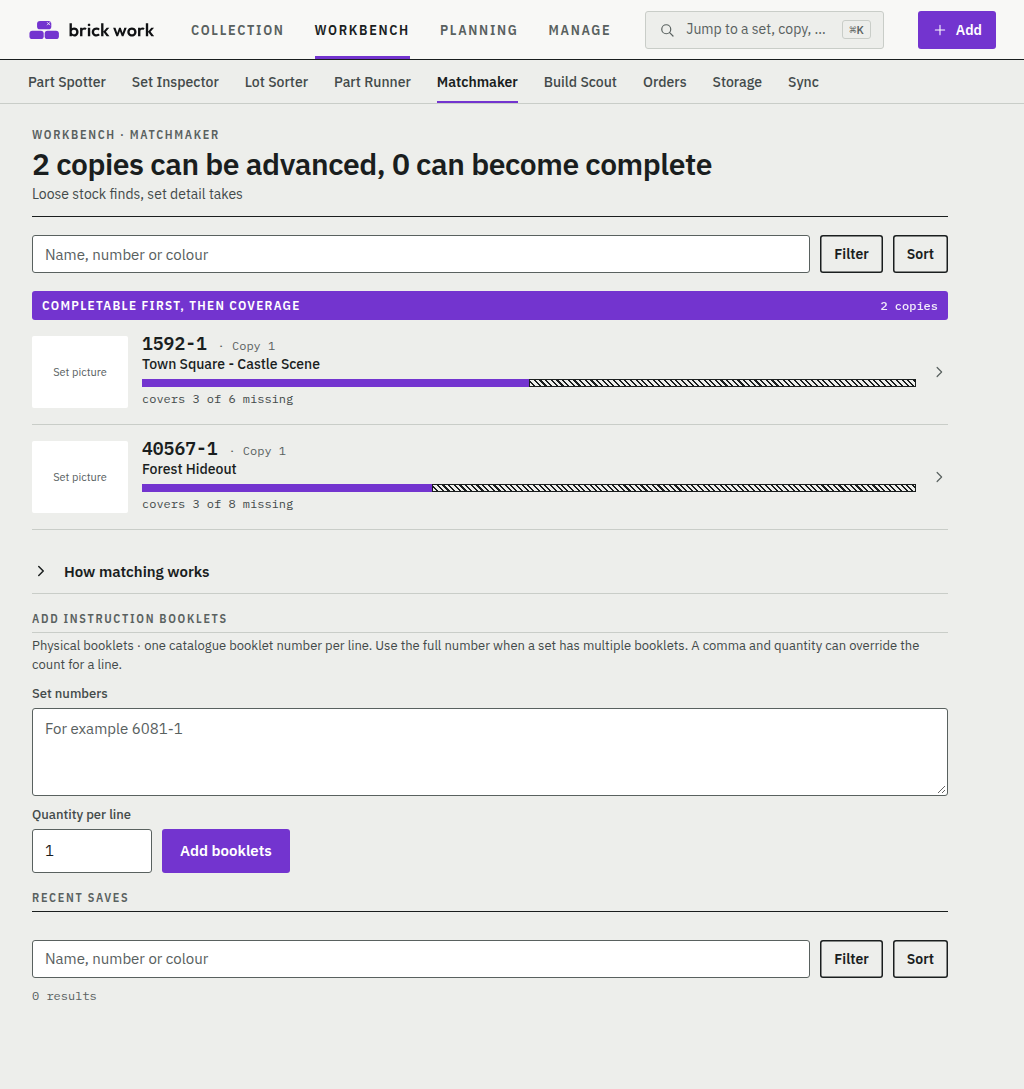 brick work COLLECTION WORKBENCH PLANNING MANAGE Jump to a set, copy, ... ⌘K + Add
Part Spotter Set Inspector Lot Sorter Part Runner Matchmaker Build Scout Orders Storage Sync
WORKBENCH · MATCHMAKER
2 copies can be advanced, 0 can become complete
Loose stock finds, set detail takes
Name, number or colour Filter Sort
COMPLETABLE FIRST, THEN COVERAGE 2 copies
Set picture
1592-1 · Copy 1
Town Square - Castle Scene
covers 3 of 6 missing
Set picture
40567-1 · Copy 1
Forest Hideout
covers 3 of 8 missing
How matching works
ADD INSTRUCTION BOOKLETS
Physical booklets · one catalogue booklet number per line. Use the full number when a set has multiple booklets. A comma and quantity can override the
count for a line.
Set numbers
For example 6081-1
Quantity per line
1 Add booklets
RECENT SAVES
Name, number or colour Filter Sort
0 results